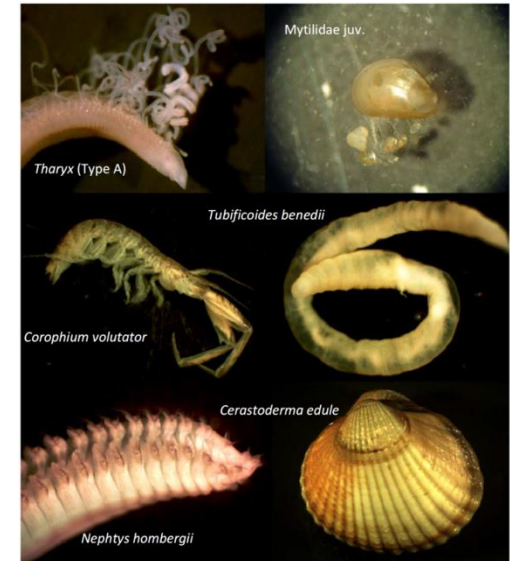 Mytilidae juv.
Tharyx (Type A)
Tubificoides benedii
Corophium volutator
Cerastoderma edule
Nephtys hombergii